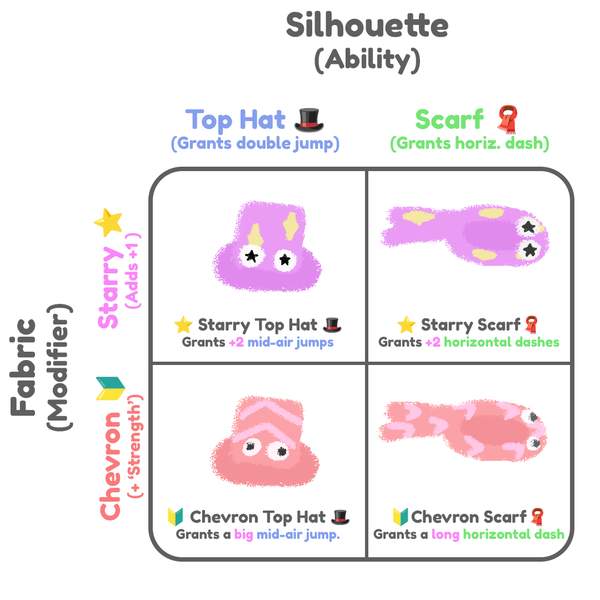 Silhouette
(Ability)
Top Hat
(Grants double jump)
Scarf
(Grants horiz. dash)
Fabric
(Modifier)
Starry
(Adds +1)
Starry Top Hat
Grants +2 mid-air jumps
Starry Scarf
Grants +2 horizontal dashes
Chevron
(+ ‘Strength’)
Chevron Top Hat
Grants a big mid-air jump.
Chevron Scarf
Grants a long horizontal dash